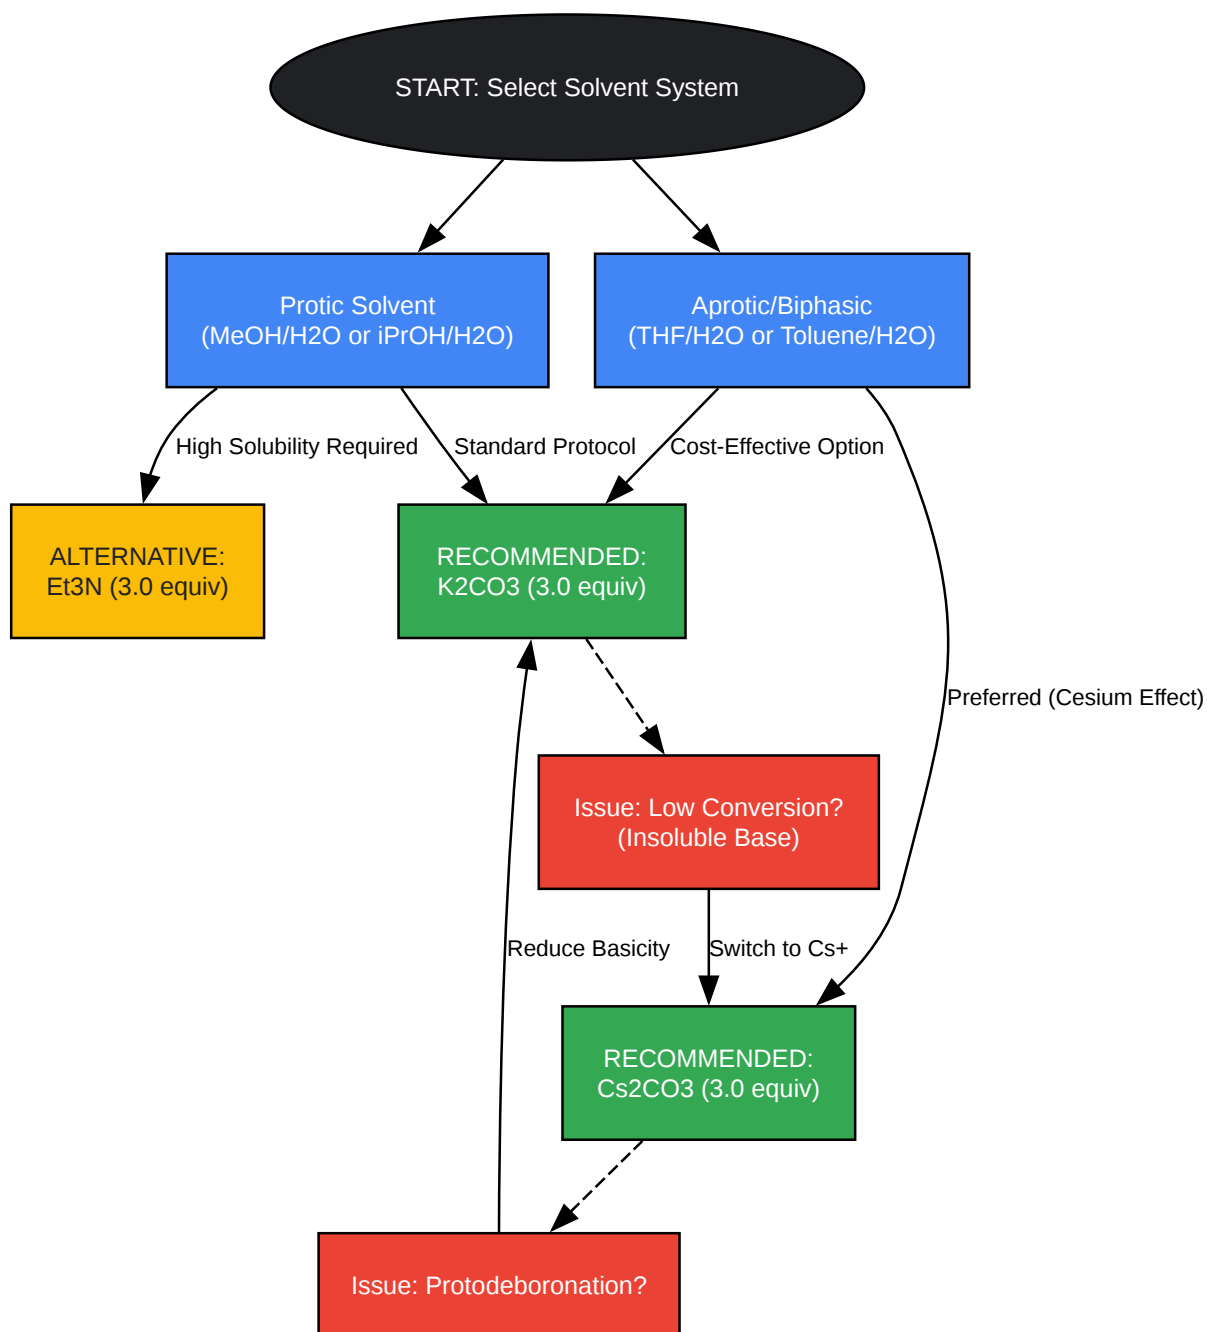 START: Select Solvent System
Protic Solvent
(MeOH/H2O or iPrOH/H2O)
Aprotic/Biphasic
(THF/H2O or Toluene/H2O)
High Solubility Required
Standard Protocol
Cost-Effective Option
ALTERNATIVE:
Et3N (3.0 equiv)
RECOMMENDED:
K2CO3 (3.0 equiv)
Preferred (Cesium Effect)
Issue: Low Conversion?
(Insoluble Base)
Reduce Basicity
Switch to Cs+
RECOMMENDED:
Cs2CO3 (3.0 equiv)
Issue: Protodeboronation?